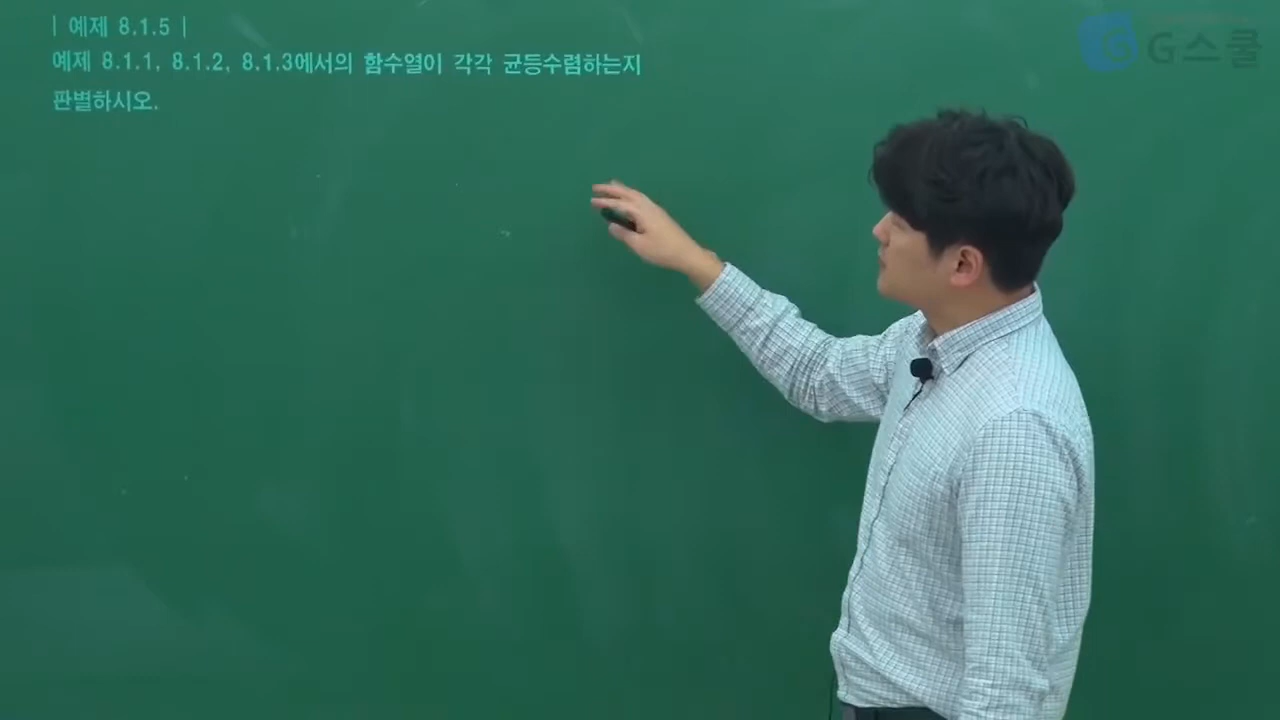 | 예제 8.1.5 |
예제 8.1.1, 8.1.2, 8.1.3에서의 함수열이 각각 균등수렴하는지
판별하시오.
G스쿨